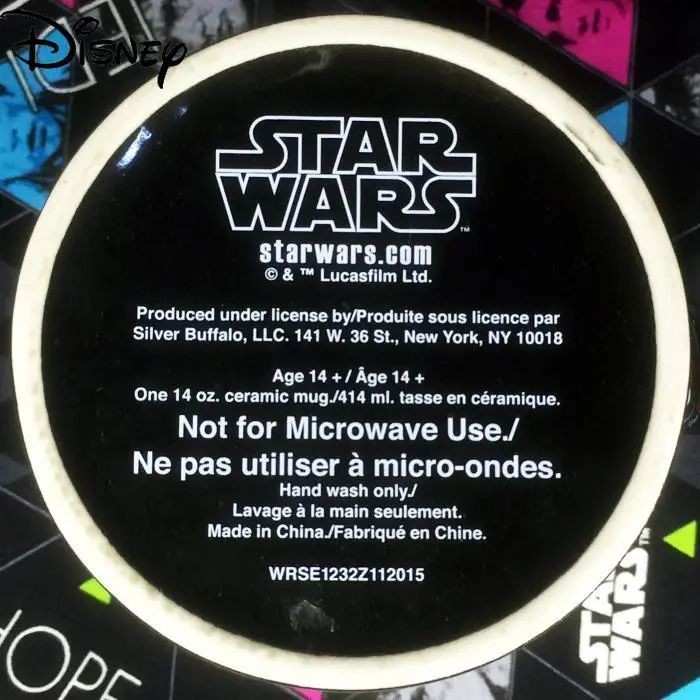 Disney
STAR
WARS
™
starwars.com
© & ™ Lucasfilm Ltd.
Produced under license by/Produite sous licence par
Silver Buffalo, LLC. 141 W. 36 St., New York, NY 10018
Age 14 + / Âge 14 +
One 14 oz. ceramic mug./414 ml. tasse en céramique.
Not for Microwave Use./
Ne pas utiliser à micro-ondes.
Hand wash only./
Lavage à la main seulement.
Made in China./Fabriqué en Chine.
WRSE1232Z112015
HOPE
STAR
WARS
™